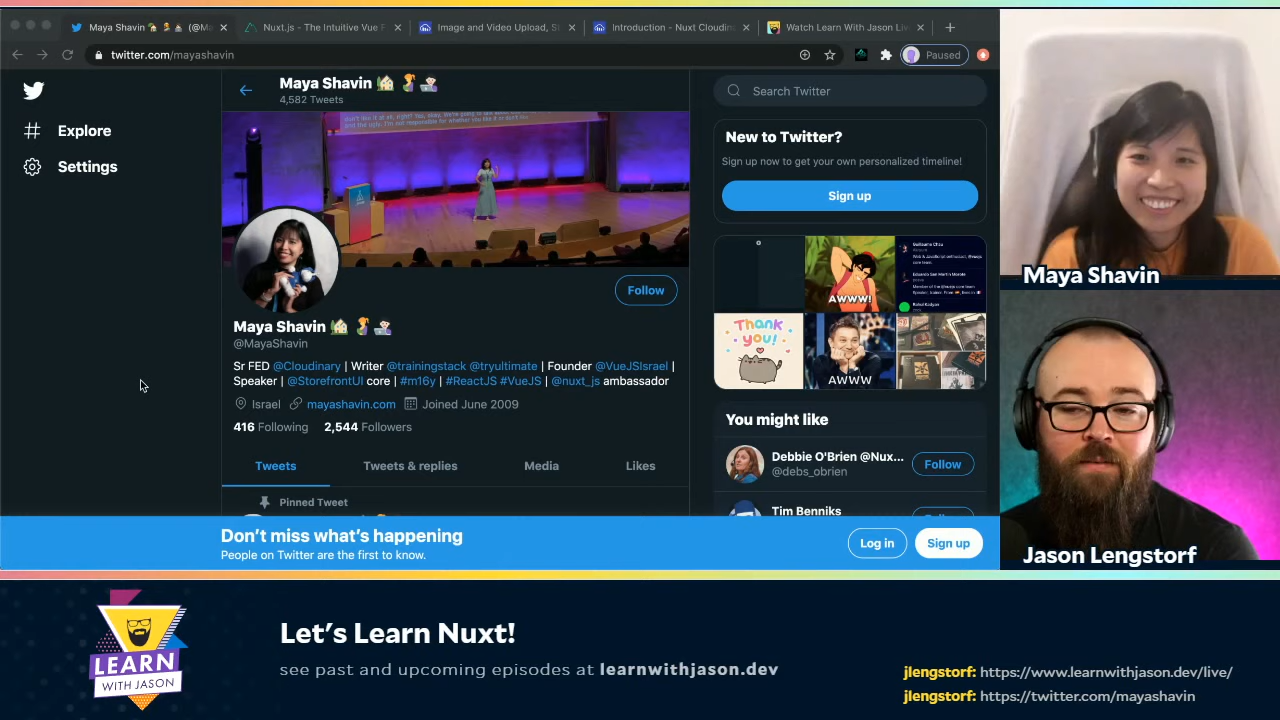 Maya Shavin (@Ma
Nuxt.js - The Intuitive Vue F
Image and Video Upload, St
Introduction - Nuxt Cloudin
Watch Learn With Jason Liv
twitter.com/mayashavin
Paused
Explore
Settings
Maya Shavin
4,582 Tweets
Follow
Maya Shavin
@MayaShavin
Sr FED @Cloudinary | Writer @trainingstack @tryultimate | Founder @VueJSIsrael |
Speaker | @StorefrontUI core | #m16y | #ReactJS #VueJS | @nuxt_js ambassador
Israel mayashavin.com Joined June 2009
416 Following 2,544 Followers
Tweets Tweets & replies Media Likes
Pinned Tweet
Search Twitter
New to Twitter?
Sign up now to get your own personalized timeline!
Sign up
AWWW!
Thank
you!
AWWW
You might like
Debbie O'Brien @Nux...
@debs_obrien
Follow
Tim Benniks
Don't miss what's happening
People on Twitter are the first to know.
Log in
Sign up
Maya Shavin
Jason Lengstorf
LEARN
WITH JASON
Let's Learn Nuxt!
see past and upcoming episodes at learnwithjason.dev
jlengstorf: https://www.learnwithjason.dev/live/
jlengstorf: https://twitter.com/mayashavin